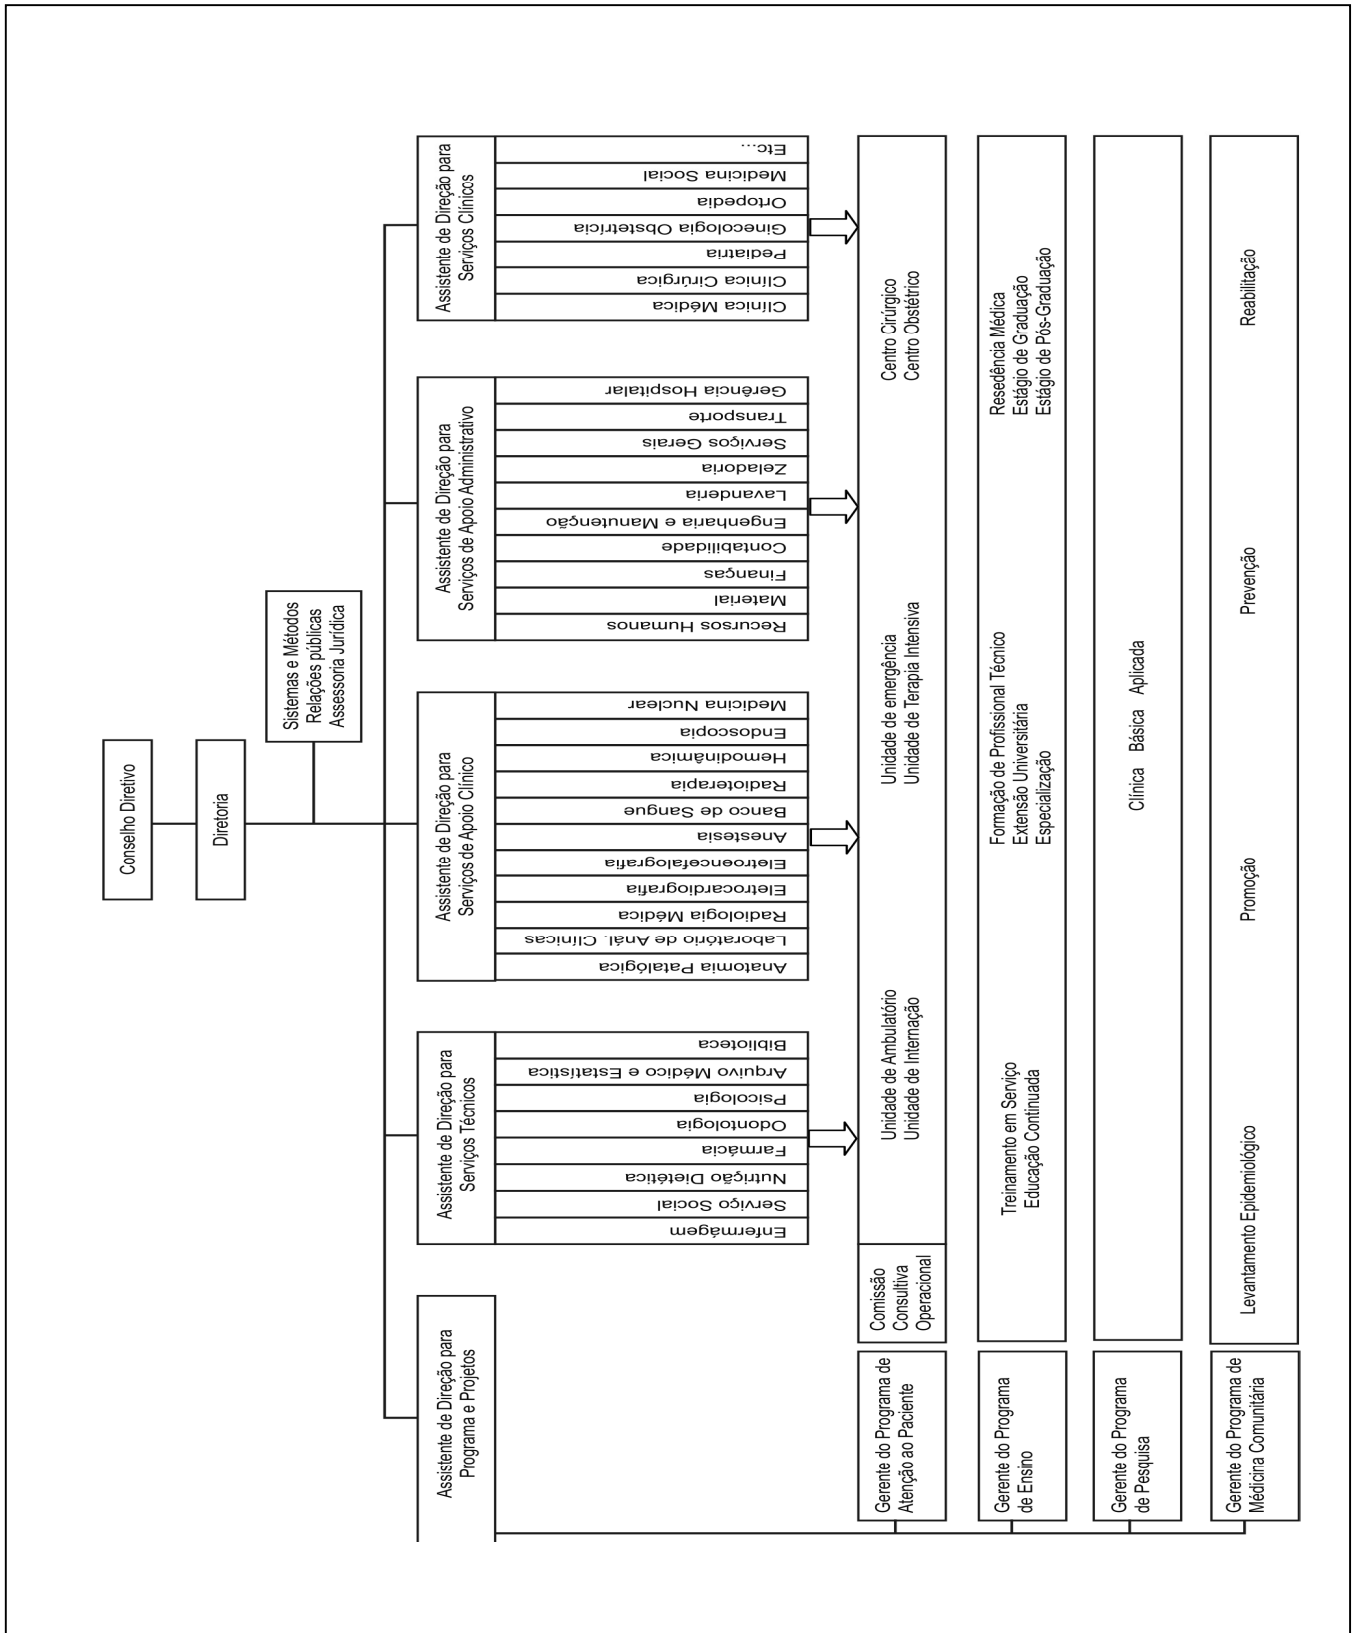 Conselho Diretivo
Diretoria
Sistemas e Métodos
Relações públicas
Assessoria Jurídica
Assistente de Direção para
Programa e Projetos
Assistente de Direção para
Serviços Técnicos
Enfermágem
Serviço Social
Nutrição Dietética
Farmácia
Odontologia
Psicologia
Arquivo Médico e Estatística
Biblioteca
Assistente de Direção para
Serviços de Apoio Clínico
Anatomia Patalógica
Laboratório de Anál. Clínicas
Radiologia Médica
Eletrocardiografia
Eletroencefalografia
Anestesia
Banco de Sangue
Radioterapia
Hemodinâmica
Endoscopia
Medicina Nuclear
Assistente de Direção para
Serviços de Apoio Administrativo
Recursos Humanos
Material
Finanças
Contabilidade
Engenharia e Manutenção
Lavanderia
Zeladoria
Serviços Gerais
Transporte
Gerência Hospitalar
Assistente de Direção para
Serviços Clínicos
Clínica Médica
Clínica Cirúrgica
Pediatria
Ginecologia Obstetrícia
Ortopedia
Medicina Social
Etc...
Gerente do Programa de
Atenção ao Paciente
Comissão
Consultiva
Operacional
Unidade de Ambulatório
Unidade de Internação
Unidade de emergência
Unidade de Terapia Intensiva
Centro Cirúrgico
Centro Obstétrico
Gerente do Programa
de Ensino
Treinamento em Serviço
Educação Continuada
Formação de Profissional Técnico
Extensão Universitária
Especialização
Resedência Médica
Estágio de Graduação
Estágio de Pós-Graduação
Gerente do Programa
de Pesquisa
Clínica Básica Aplicada
Gerente do Programa de
Médicina Comunitária
Levantamento Epidemiológico
Promoção
Prevenção
Reabilitação